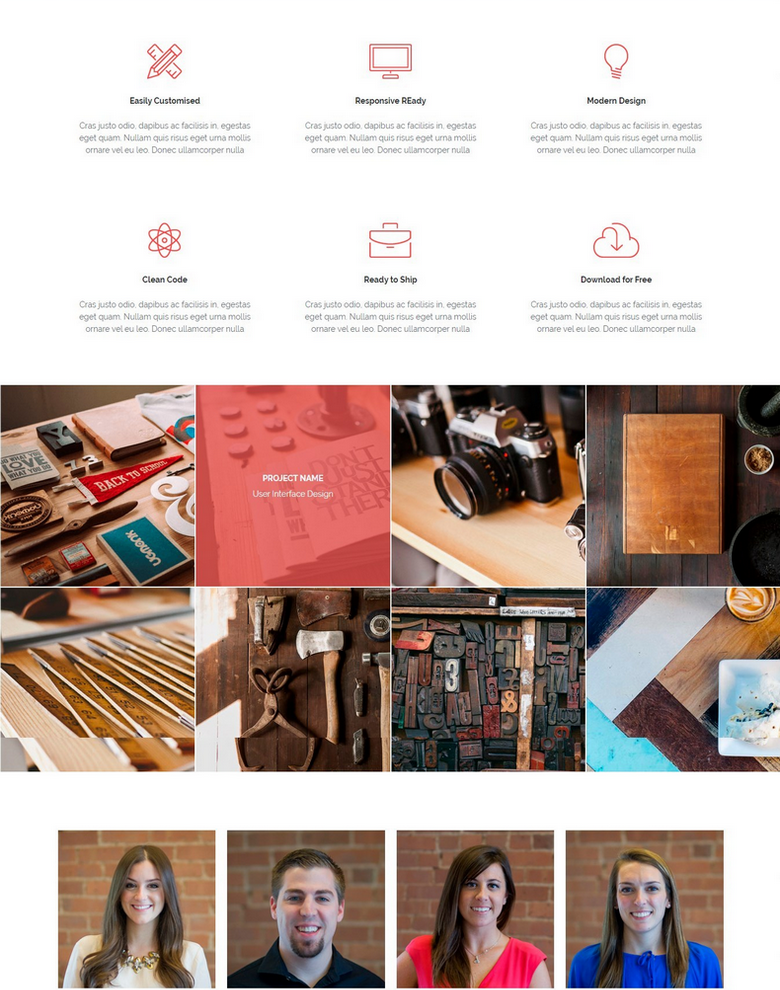 Easily Customised
Responsive REady
Modern Design
Cras justo odio, dapibus ac facilisis in, egestas
eget quam. Nullam quis risus eget urna mollis
ornare vel eu leo. Donec ullamcorper nulla
Cras justo odio, dapibus ac facilisis in, egestas
eget quam. Nullam quis risus eget urna mollis
ornare vel eu leo. Donec ullamcorper nulla
Cras justo odio, dapibus ac facilisis in, egestas
eget quam. Nullam quis risus eget urna mollis
ornare vel eu leo. Donec ullamcorper nulla
Clean Code
Ready to Ship
Download for Free
Cras justo odio, dapibus ac facilisis in, egestas
eget quam. Nullam quis risus eget urna mollis
ornare vel eu leo. Donec ullamcorper nulla
Cras justo odio, dapibus ac facilisis in, egestas
eget quam. Nullam quis risus eget urna mollis
ornare vel eu leo. Donec ullamcorper nulla
Cras justo odio, dapibus ac facilisis in, egestas
eget quam. Nullam quis risus eget urna mollis
ornare vel eu leo. Donec ullamcorper nulla
LOVE
WHAT YOU DO
BACK TO SCHOOL
ugmonk
PROJECT NAME
User Interface Design